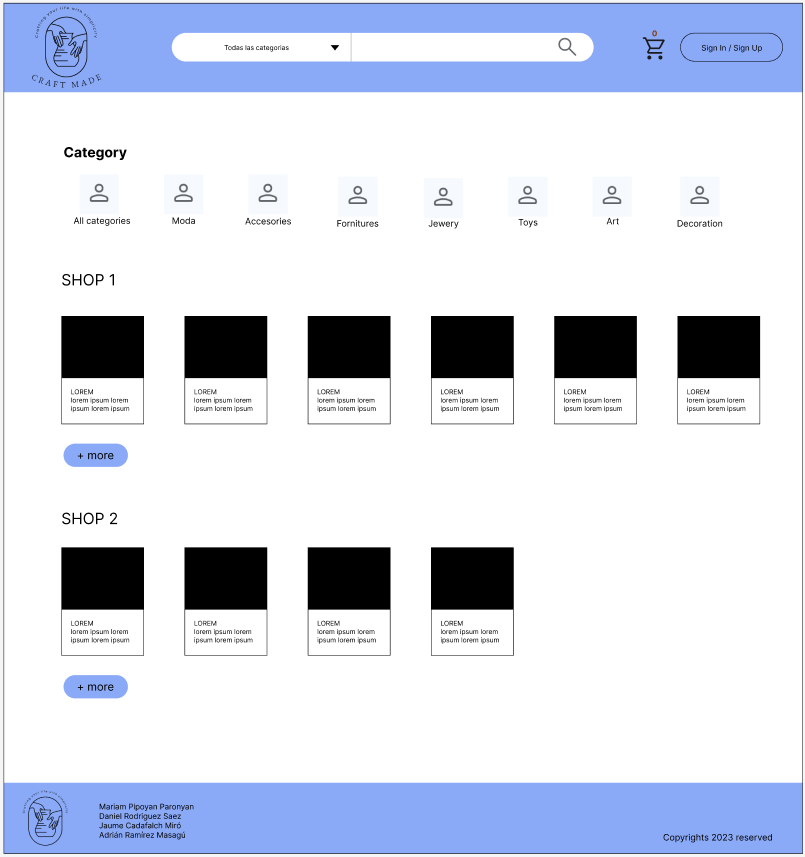 Crafting your life with simplicity
CRAFT MADE
Todas las categorias
0
Sign In / Sign Up
Category
All categories
Moda
Accesories
Fornitures
Jewery
Toys
Art
Decoration
SHOP 1
LOREM
lorem ipsum lorem
ipsum lorem ipsum
LOREM
lorem ipsum lorem
ipsum lorem ipsum
LOREM
lorem ipsum lorem
ipsum lorem ipsum
LOREM
lorem ipsum lorem
ipsum lorem ipsum
LOREM
lorem ipsum lorem
ipsum lorem ipsum
LOREM
lorem ipsum lorem
ipsum lorem ipsum
+ more
SHOP 2
LOREM
lorem ipsum lorem
ipsum lorem ipsum
LOREM
lorem ipsum lorem
ipsum lorem ipsum
LOREM
lorem ipsum lorem
ipsum lorem ipsum
LOREM
lorem ipsum lorem
ipsum lorem ipsum
+ more
Crafting your life with simplicity
Mariam Pipoyan Paronyan
Daniel Rodríguez Saez
Jaume Cadafalch Miró
Adrián Ramírez Masagú
Copyrights 2023 reserved